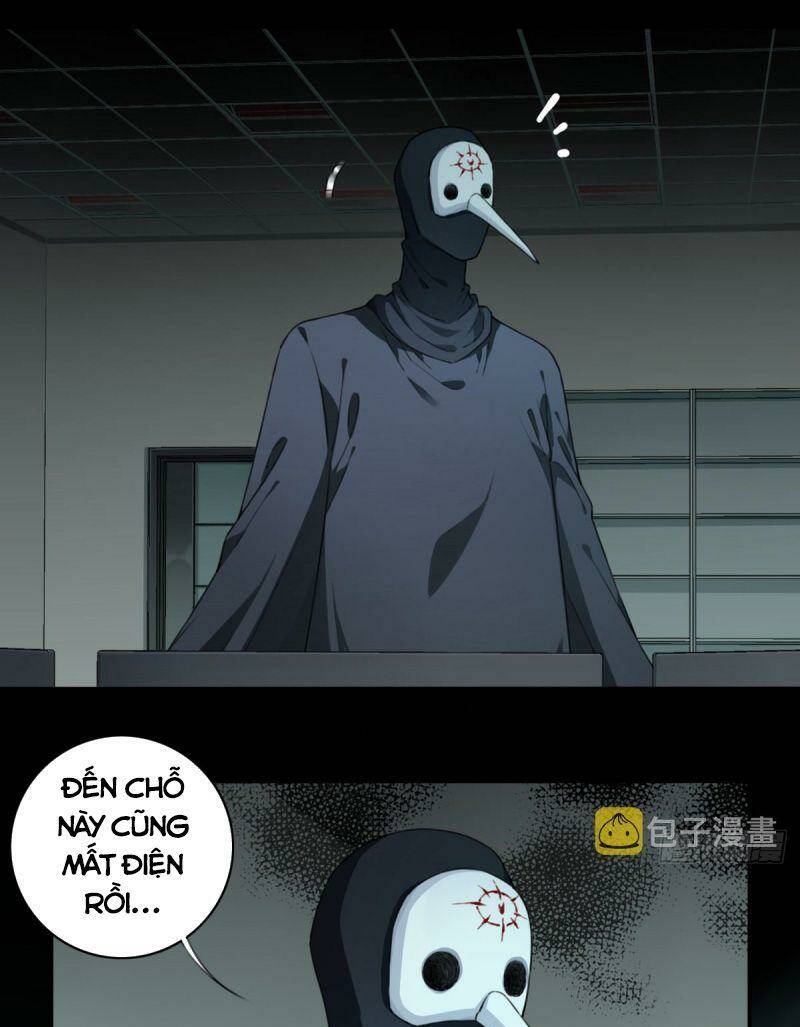 ĐẾN CHỖ
NÀY CŨNG
MẤT ĐIỆN
RỒI...
包子漫畫